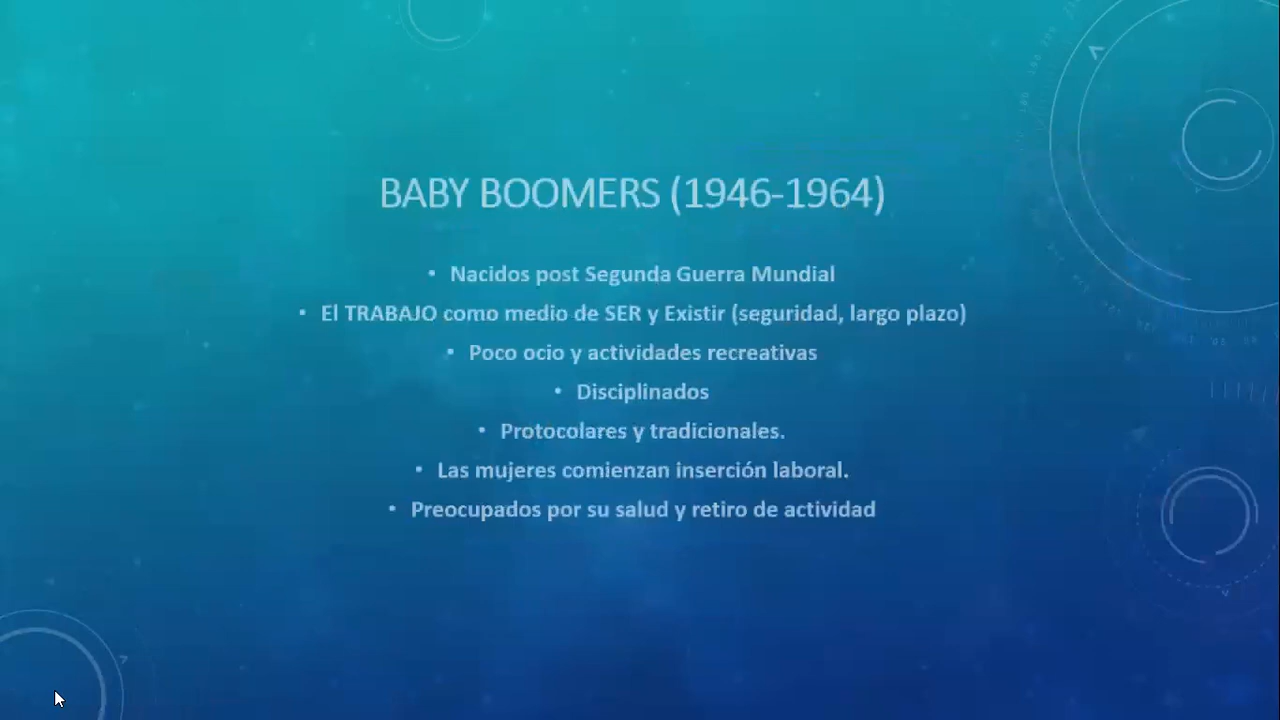 BABY BOOMERS (1946-1964)
• Nacidos post Segunda Guerra Mundial
• El TRABAJO como medio de SER y Existir (seguridad, largo plazo)
• Poco ocio y actividades recreativas
• Disciplinados
• Protocolares y tradicionales.
• Las mujeres comienzan inserción laboral.
• Preocupados por su salud y retiro de actividad